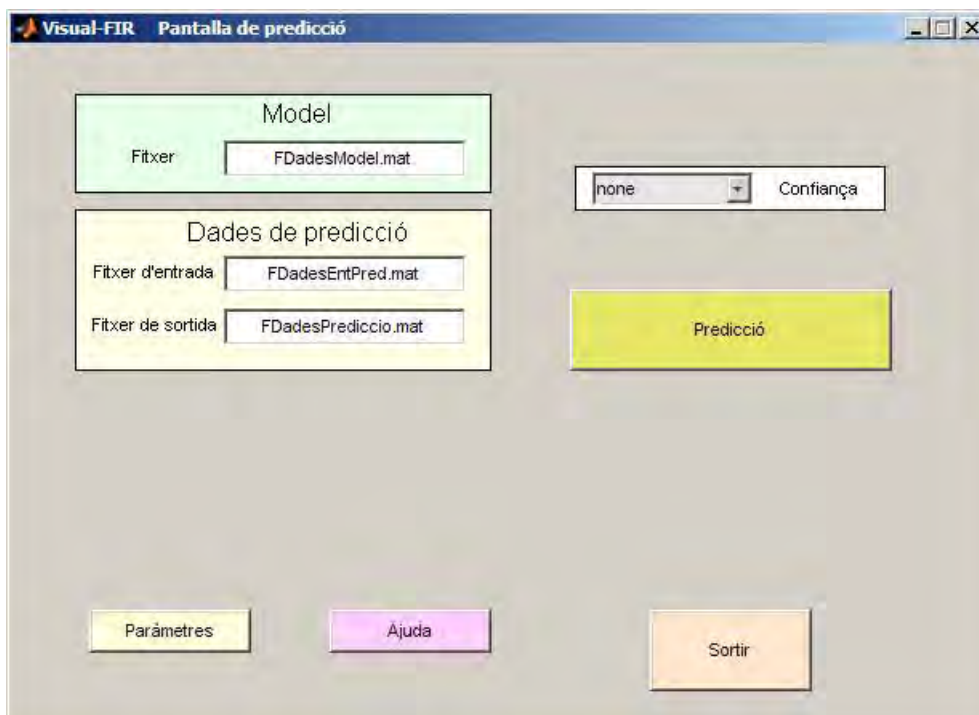 Visual-FIR Pantalla de predicció
Model
Fitxer FDadesModel.mat
none Confiança
Dades de predicció
Fitxer d'entrada FDadesEntPred.mat
Fitxer de sortida FDadesPrediccio.mat
Predicció
Paràmetres Ajuda Sortir